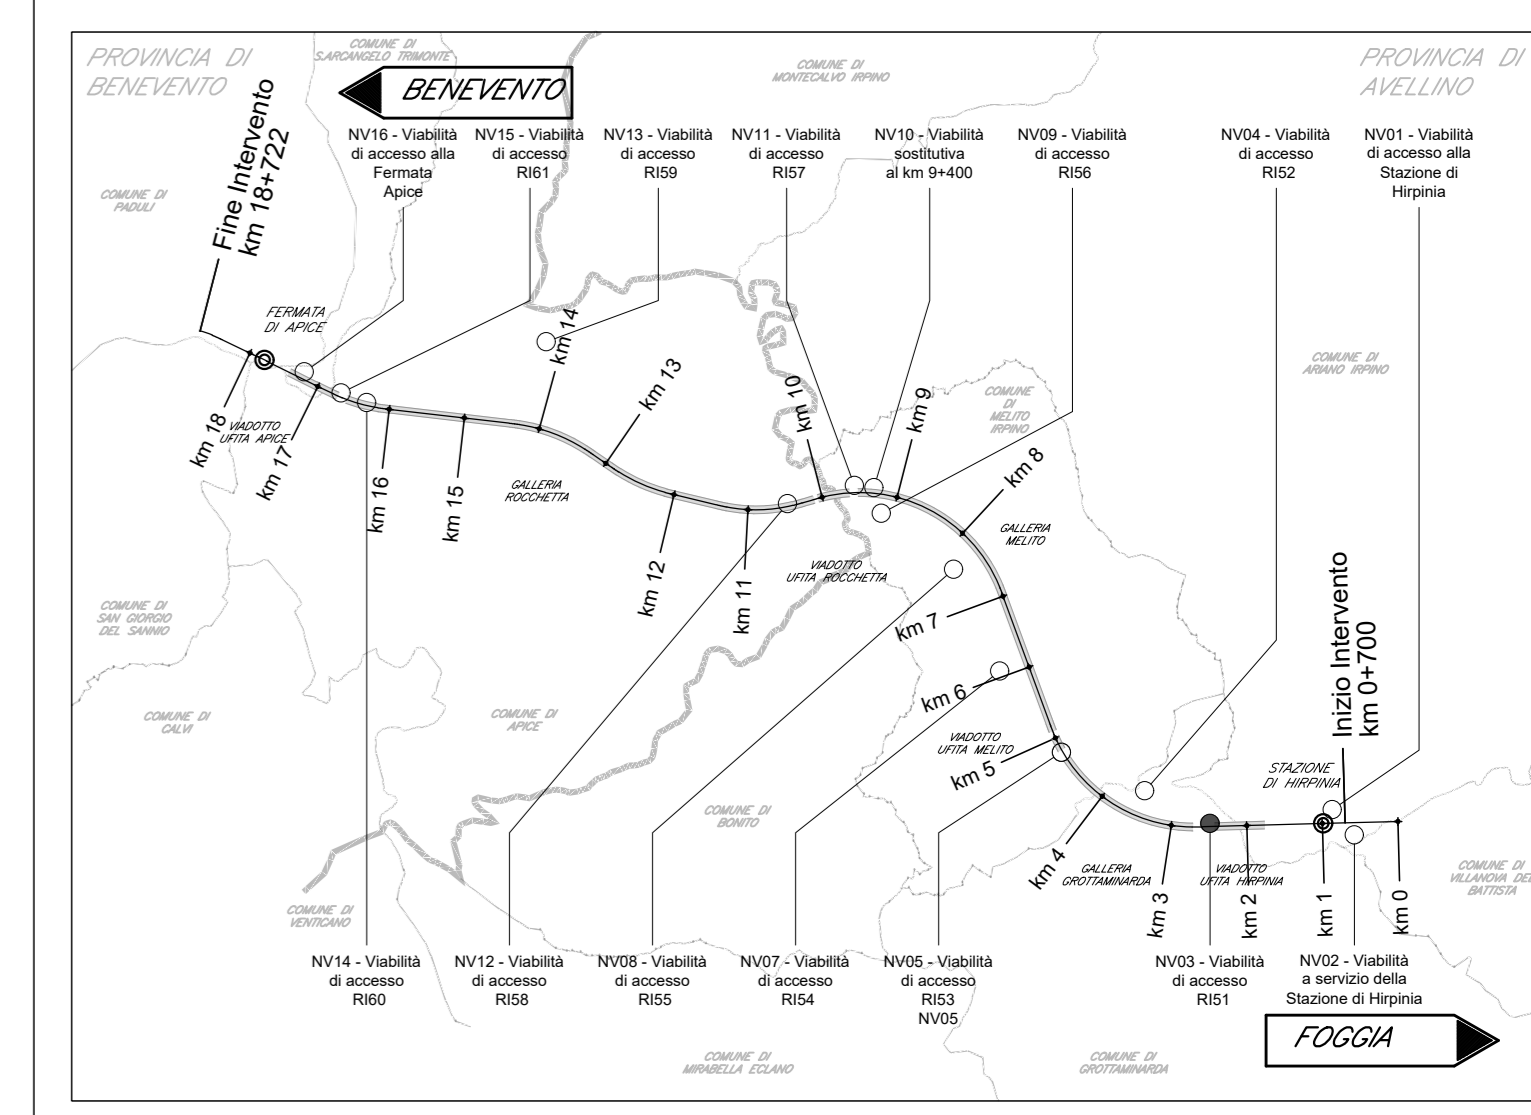 PROVINCIA DI
BENEVENTO
COMUNE DI
S.ARCANGELO TRIMONTE
BENEVENTO
COMUNE DI
MONTECALVO IRPINO
PROVINCIA DI
AVELLINO
NV16 - Viabilità
di accesso alla
Fermata
Apice
NV15 - Viabilità
di accesso
RI61
NV13 - Viabilità
di accesso
RI59
NV11 - Viabilità
di accesso
RI57
NV10 - Viabilità
sostitutiva
al km 9+400
NV09 - Viabilità
di accesso
RI56
NV04 - Viabilità
di accesso
RI52
NV01 - Viabilità
di accesso alla
Stazione di
Hirpinia
Fine Intervento
km 18+722
COMUNE DI
PADULI
FERMATA
DI APICE
km 14
km 13
km 10
km 9
COMUNE
DI
MELITO
IRPINO
COMUNE DI
ARIANO IRPINO
km 18
VIADOTTO
UFITA APICE
km 17
km 16
km 15
GALLERIA
ROCCHETTA
km 8
GALLERIA
MELITO
km 12
km 11
VIADOTTO
UFITA ROCCHETTA
km 7
COMUNE DI
SAN GIORGIO
DEL SANNIO
Inizio Intervento
km 0+700
km 6
COMUNE DI
CALVI
COMUNE DI
APICE
VIADOTTO
UFITA MELITO
km 5
STAZIONE
DI HIRPINIA
COMUNE DI
BONITO
km 4
GALLERIA
GROTTAMINARDA
VIADOTTO
UFITA HIRPINIA
km 3
km 2
km 1
km 0
COMUNE DI
VILLANOVA DEL
BATTISTA
COMUNE DI
VENTICANO
NV14 - Viabilità
di accesso
RI60
NV12 - Viabilità
di accesso
RI58
NV08 - Viabilità
di accesso
RI55
NV07 - Viabilità
di accesso
RI54
NV05 - Viabilità
di accesso
RI53
NV05
NV03 - Viabilità
di accesso
RI51
NV02 - Viabilità
a servizio della
Stazione di Hirpinia
FOGGIA
COMUNE DI
MIRABELLA ECLANO
COMUNE DI
GROTTAMINARDA